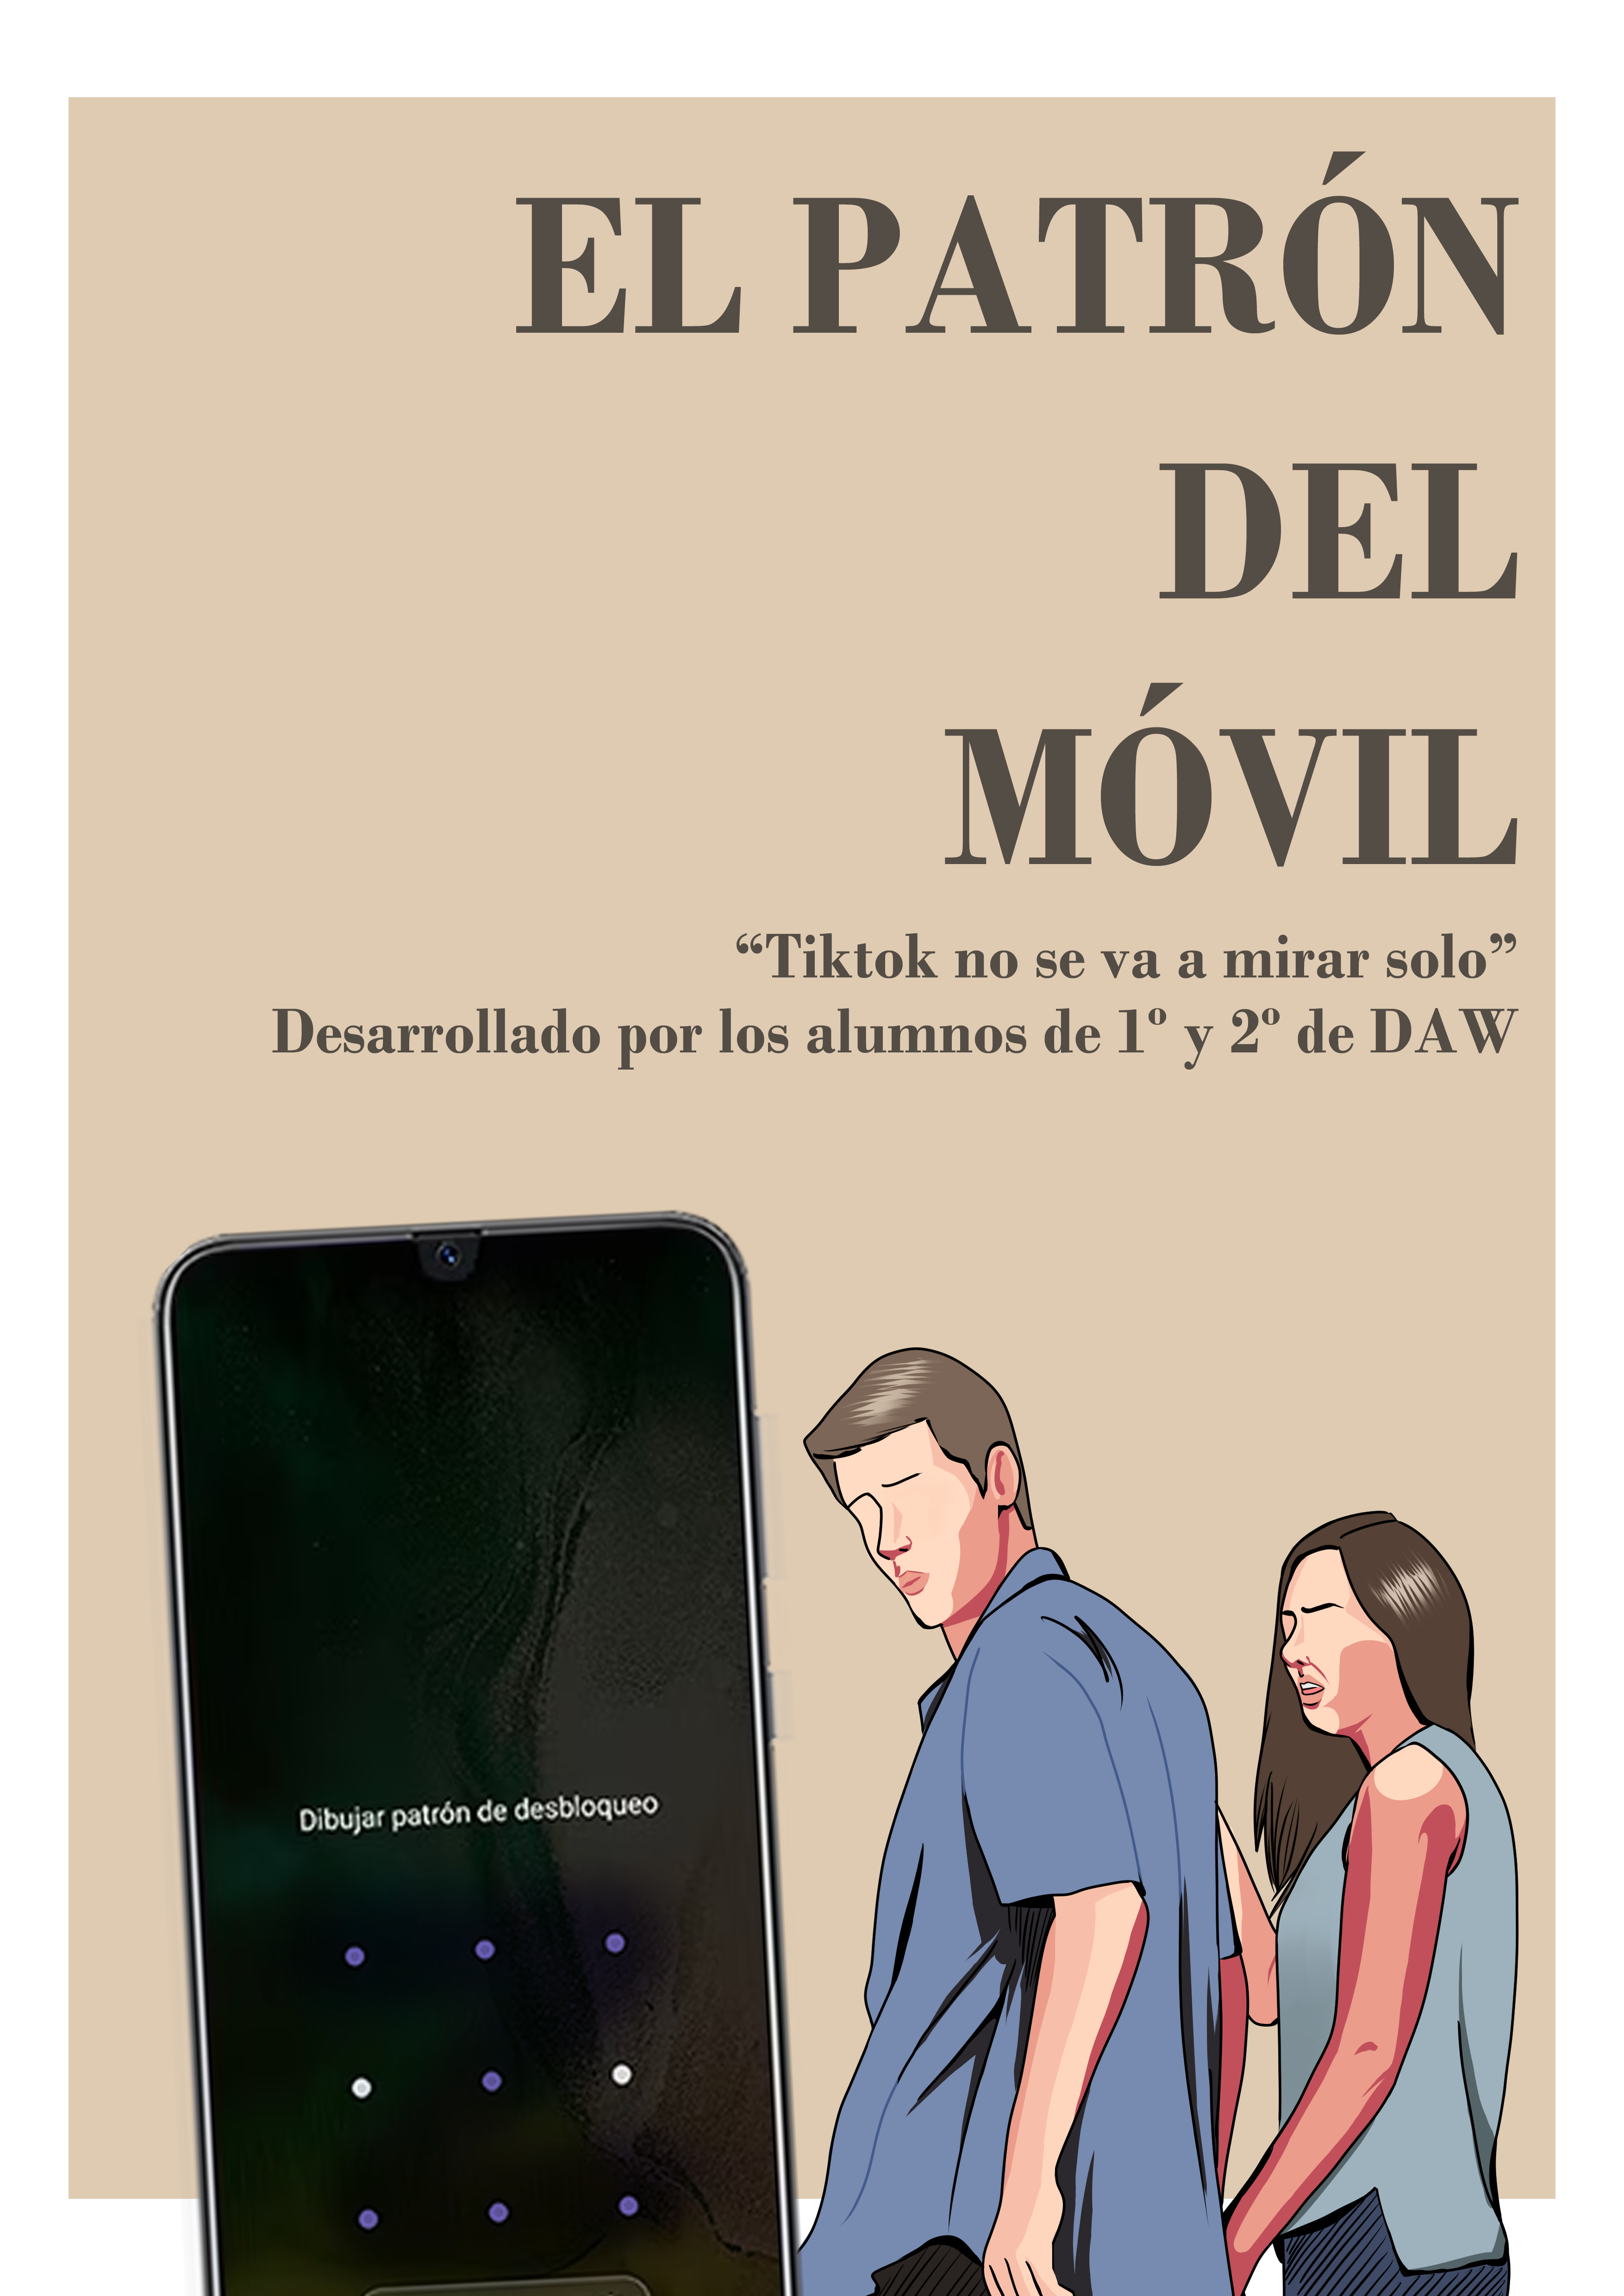 EL PATRÓN
DEL
MÓVIL
“Tiktok no se va a mirar solo”
Desarrollado por los alumnos de 1º y 2º de DAW
Dibujar patrón de desbloqueo